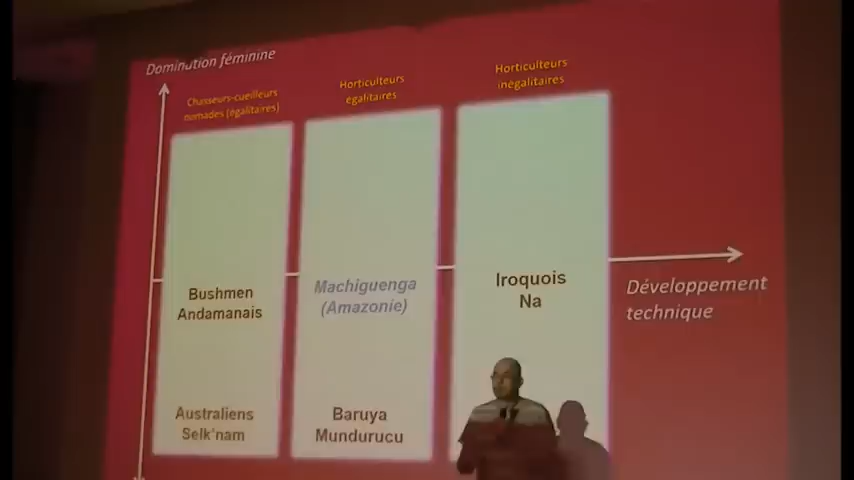 Domination féminine
Chasseurs-cueilleurs
nomades (égalitaires)
Horticulteurs
égalitaires
Horticulteurs
inégalitaires
Bushmen
Andamanais
Machiguenga
(Amazonie)
Iroquois
Na
Développement
technique
Australiens
Selk'nam
Baruya
Mundurucu